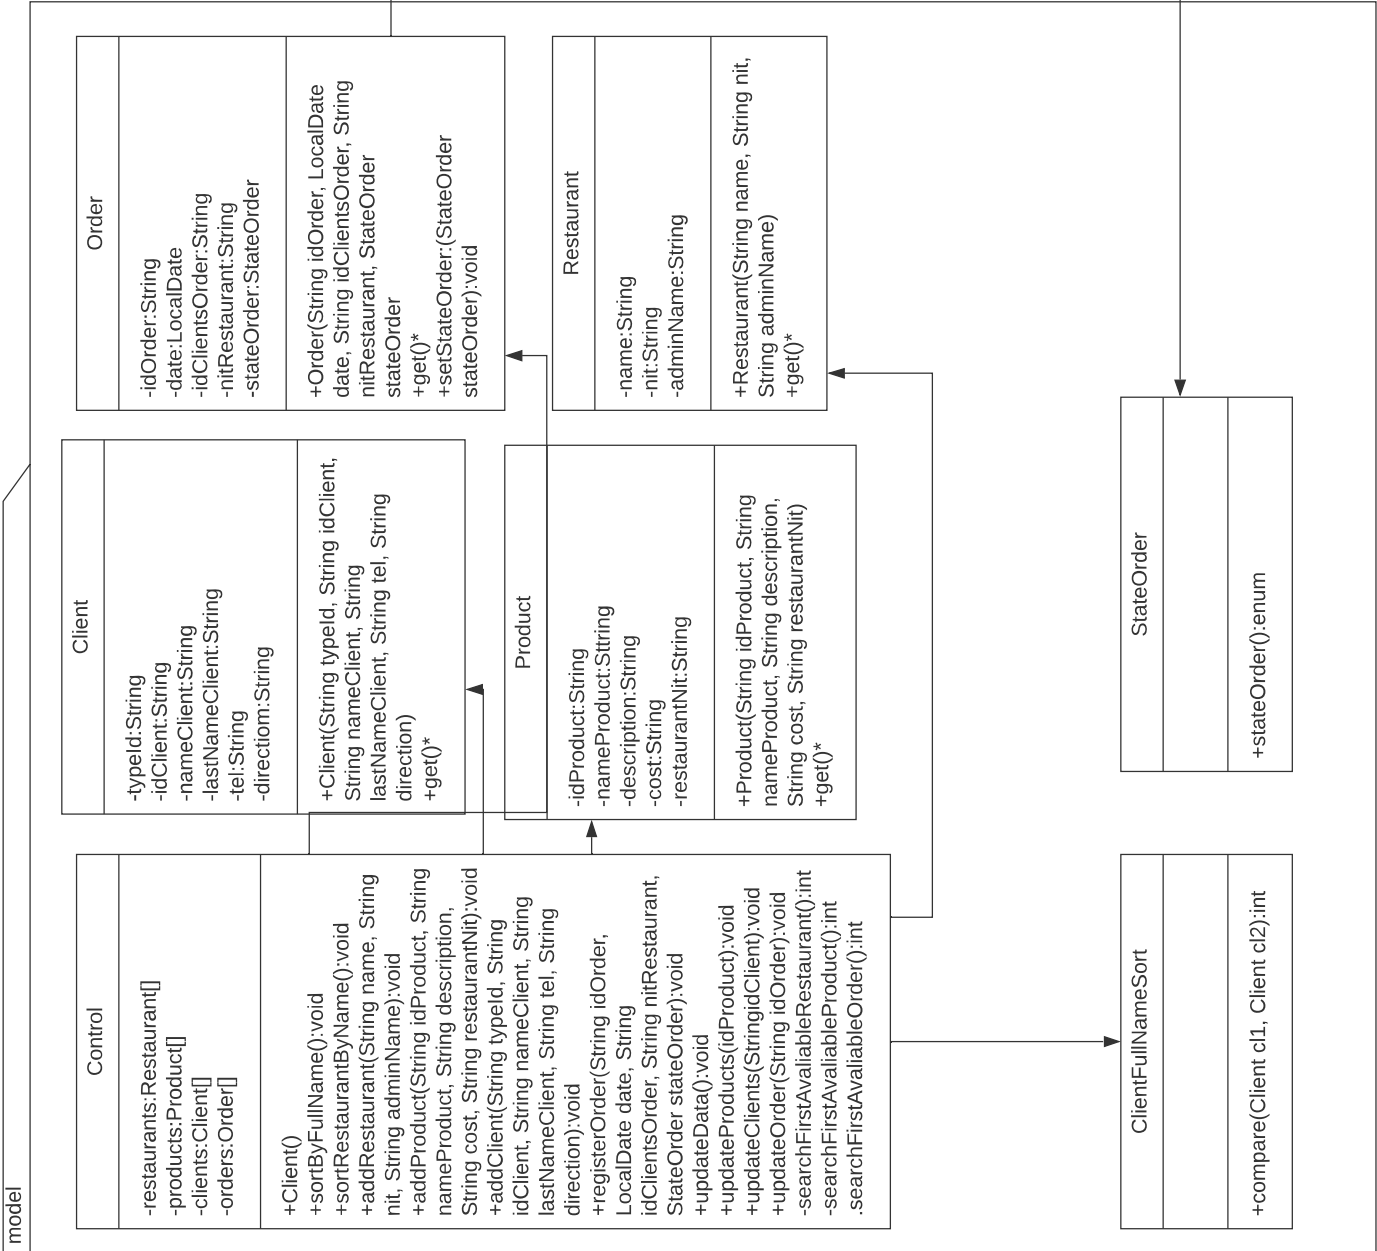 model
Control
-restaurants:Restaurant[]
-products:Product[]
-clients:Client[]
-orders:Order[]
+Client()
+sortByFullName():void
+sortRestaurantByName():void
+addRestaurant(String name, String
nit, String adminName):void
+addProduct(String idProduct, String
nameProduct, String description,
String cost, String restaurantNit):void
+addClient(String typeId, String
idClient, String nameClient, String
lastNameClient, String tel, String
direction):void
+registerOrder(String idOrder,
LocalDate date, String
idClientsOrder, String nitRestaurant,
StateOrder stateOrder):void
+updateData():void
+updateProducts(idProduct):void
+updateClients(StringidClient):void
+updateOrder(String idOrder):void
-searchFirstAvaliableRestaurant():int
-searchFirstAvaliableProduct():int
.searchFirstAvaliableOrder():int
Client
-typeId:String
-idClient:String
-nameClient:String
-lastNameClient:String
-tel:String
-directiom:String
+Client(String typeId, String idClient,
String nameClient, String
lastNameClient, String tel, String
direction)
+get()*
Order
-idOrder:String
-date:LocalDate
-idClientsOrder:String
-nitRestaurant:String
-stateOrder:StateOrder
+Order(String idOrder, LocalDate
date, String idClientsOrder, String
nitRestaurant, StateOrder
stateOrder)
+get()*
+setStateOrder:(StateOrder
stateOrder):void
Product
-idProduct:String
-nameProduct:Sttring
-description:String
-cost:String
-restaurantNit:String
+Product(String idProduct, String
nameProduct, String description,
String cost, String restaurantNit)
+get()*
Restaurant
-name:String
-nit:String
-adminName:String
+Restaurant(String name, String nit,
String adminName)
+get()*
ClientFullNameSort
+compare(Client cl1, Client cl2):int
StateOrder
+stateOrder():enum